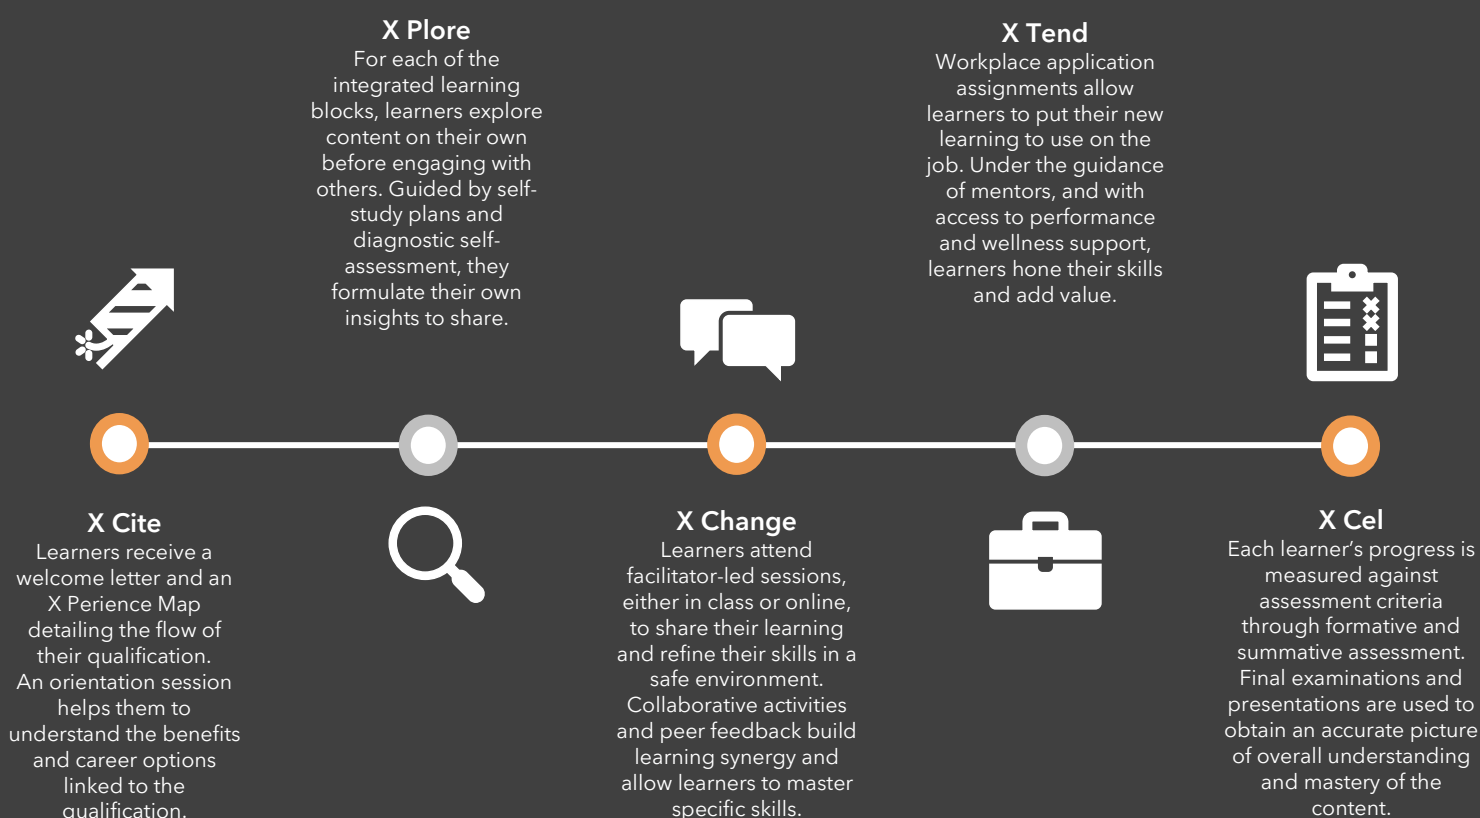 X Plore
For each of the
integrated learning
blocks, learners explore
content on their own
before engaging with
others. Guided by self-
study plans and
diagnostic self-
assessment, they
formulate their own
insights to share.
X Tend
Workplace application
assignments allow
learners to put their new
learning to use on the
job. Under the guidance
of mentors, and with
access to performance
and wellness support,
learners hone their skills
and add value.
X Cite
Learners receive a
welcome letter and an
X Perience Map
detailing the flow of
their qualification.
An orientation session
helps them to
understand the benefits
and career options
linked to the
qualification.
X Change
Learners attend
facilitator-led sessions,
either in class or online,
to share their learning
and refine their skills in a
safe environment.
Collaborative activities
and peer feedback build
learning synergy and
allow learners to master
specific skills.
X Cel
Each learner’s progress is
measured against
assessment criteria
through formative and
summative assessment.
Final examinations and
presentations are used to
obtain an accurate picture
of overall understanding
and mastery of the
content.